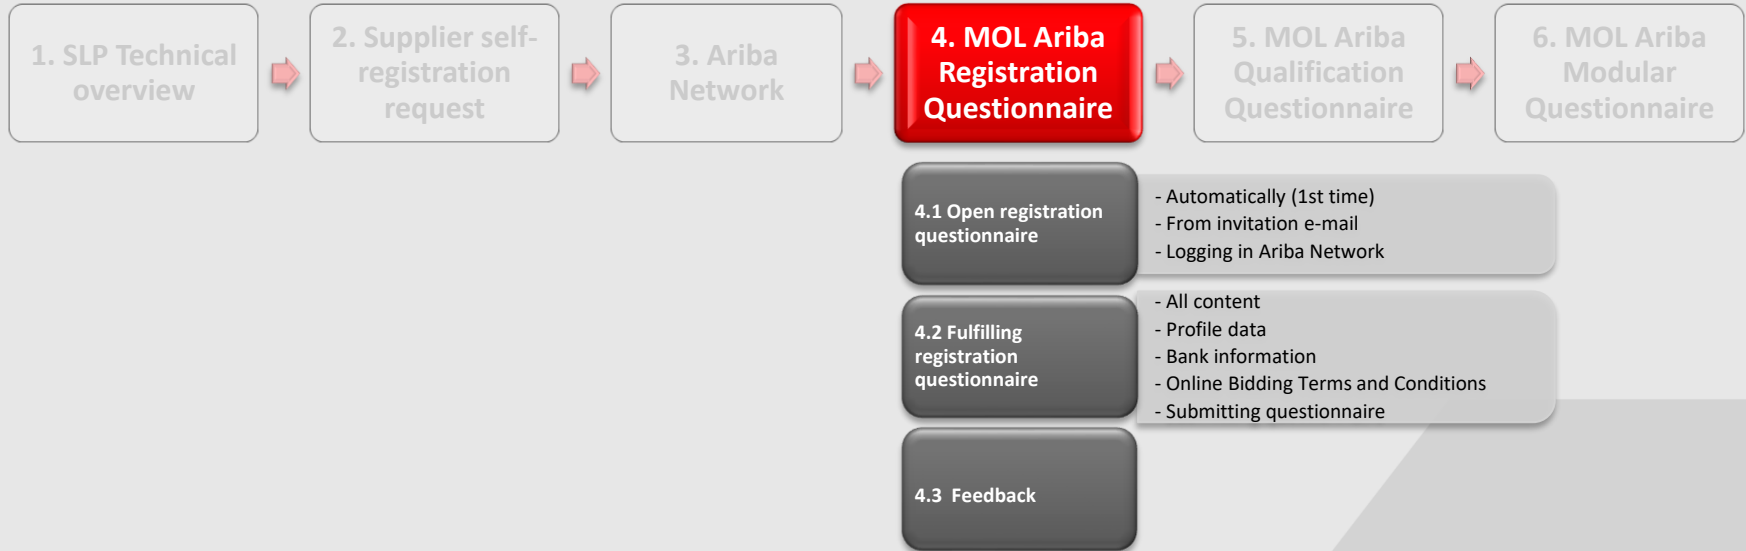 1. SLP Technical
overview
2. Supplier self-
registration
request
3. Ariba
Network
4. MOL Ariba
Registration
Questionnaire
5. MOL Ariba
Qualification
Questionnaire
6. MOL Ariba
Modular
Questionnaire
4.1 Open registration
questionnaire
- Automatically (1st time)
- From invitation e-mail
- Logging in Ariba Network
4.2 Fulfilling
registration
questionnaire
- All content
- Profile data
- Bank information
- Online Bidding Terms and Conditions
- Submitting questionnaire
4.3 Feedback